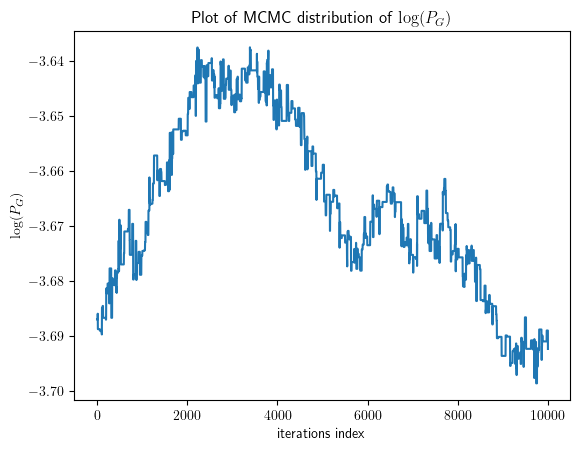 Plot of MCMC distribution of log(P_G)
−3.64
−3.65
−3.66
−3.67
−3.68
−3.69
−3.70
log(P_G)
0 2000 4000 6000 8000 10000
iterations index